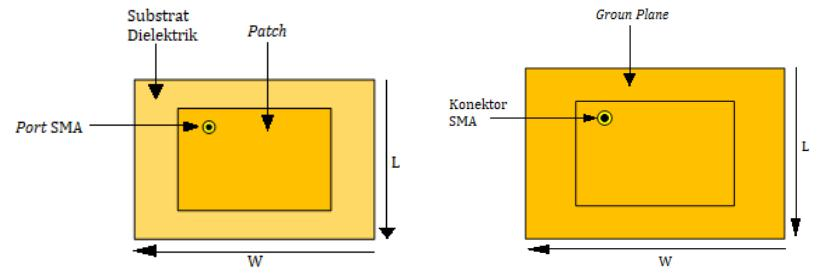 Substrat
Dielektrik
Patch
Port SMA
L
W
Groun Plane
Konektor
SMA
L
W